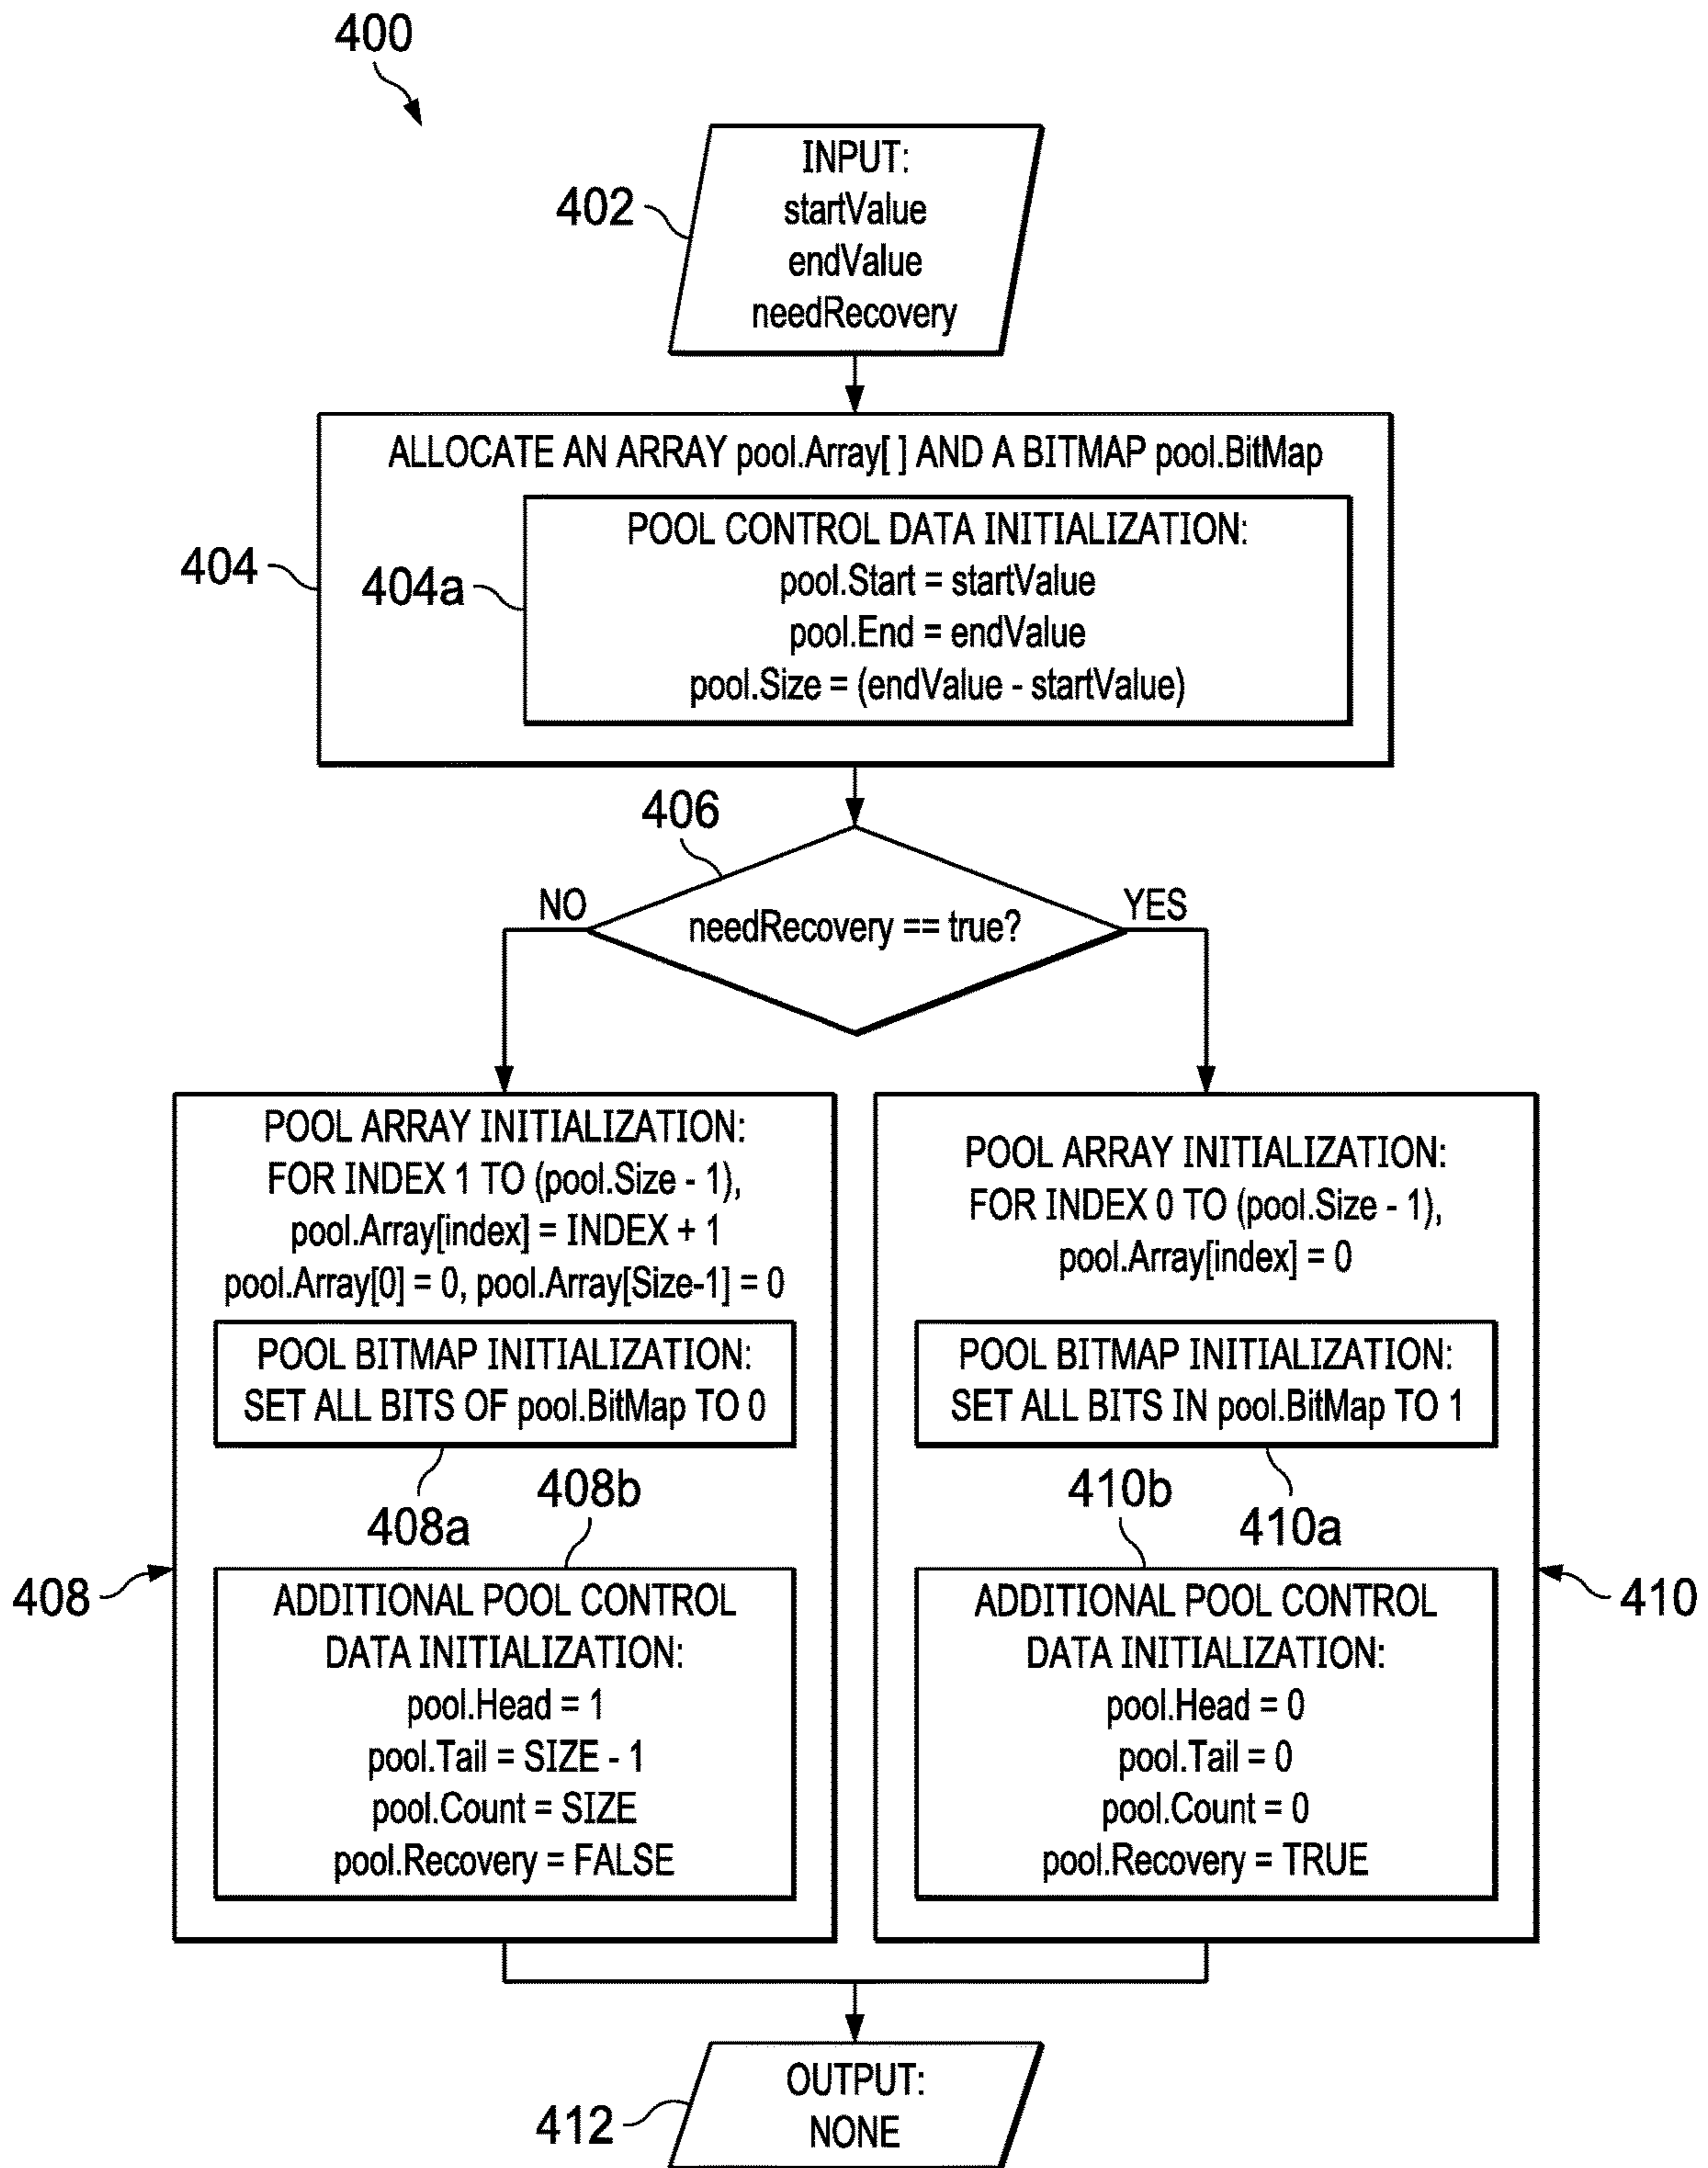 400
402
INPUT:
startValue
endValue
needRecovery
ALLOCATE AN ARRAY pool.Array[ ] AND A BITMAP pool.BitMap
404
404a
POOL CONTROL DATA INITIALIZATION:
pool.Start = startValue
pool.End = endValue
pool.Size = (endValue - startValue)
406
NO
needRecovery == true?
YES
408
POOL ARRAY INITIALIZATION:
FOR INDEX 1 TO (pool.Size - 1),
pool.Array[index] = INDEX + 1
pool.Array[0] = 0, pool.Array[Size-1] = 0
POOL BITMAP INITIALIZATION:
SET ALL BITS OF pool.BitMap TO 0
408a
408b
ADDITIONAL POOL CONTROL
DATA INITIALIZATION:
pool.Head = 1
pool.Tail = SIZE - 1
pool.Count = SIZE
pool.Recovery = FALSE
POOL ARRAY INITIALIZATION:
FOR INDEX 0 TO (pool.Size - 1),
pool.Array[index] = 0
POOL BITMAP INITIALIZATION:
SET ALL BITS IN pool.BitMap TO 1
410b
410a
410
ADDITIONAL POOL CONTROL
DATA INITIALIZATION:
pool.Head = 0
pool.Tail = 0
pool.Count = 0
pool.Recovery = TRUE
412
OUTPUT:
NONE